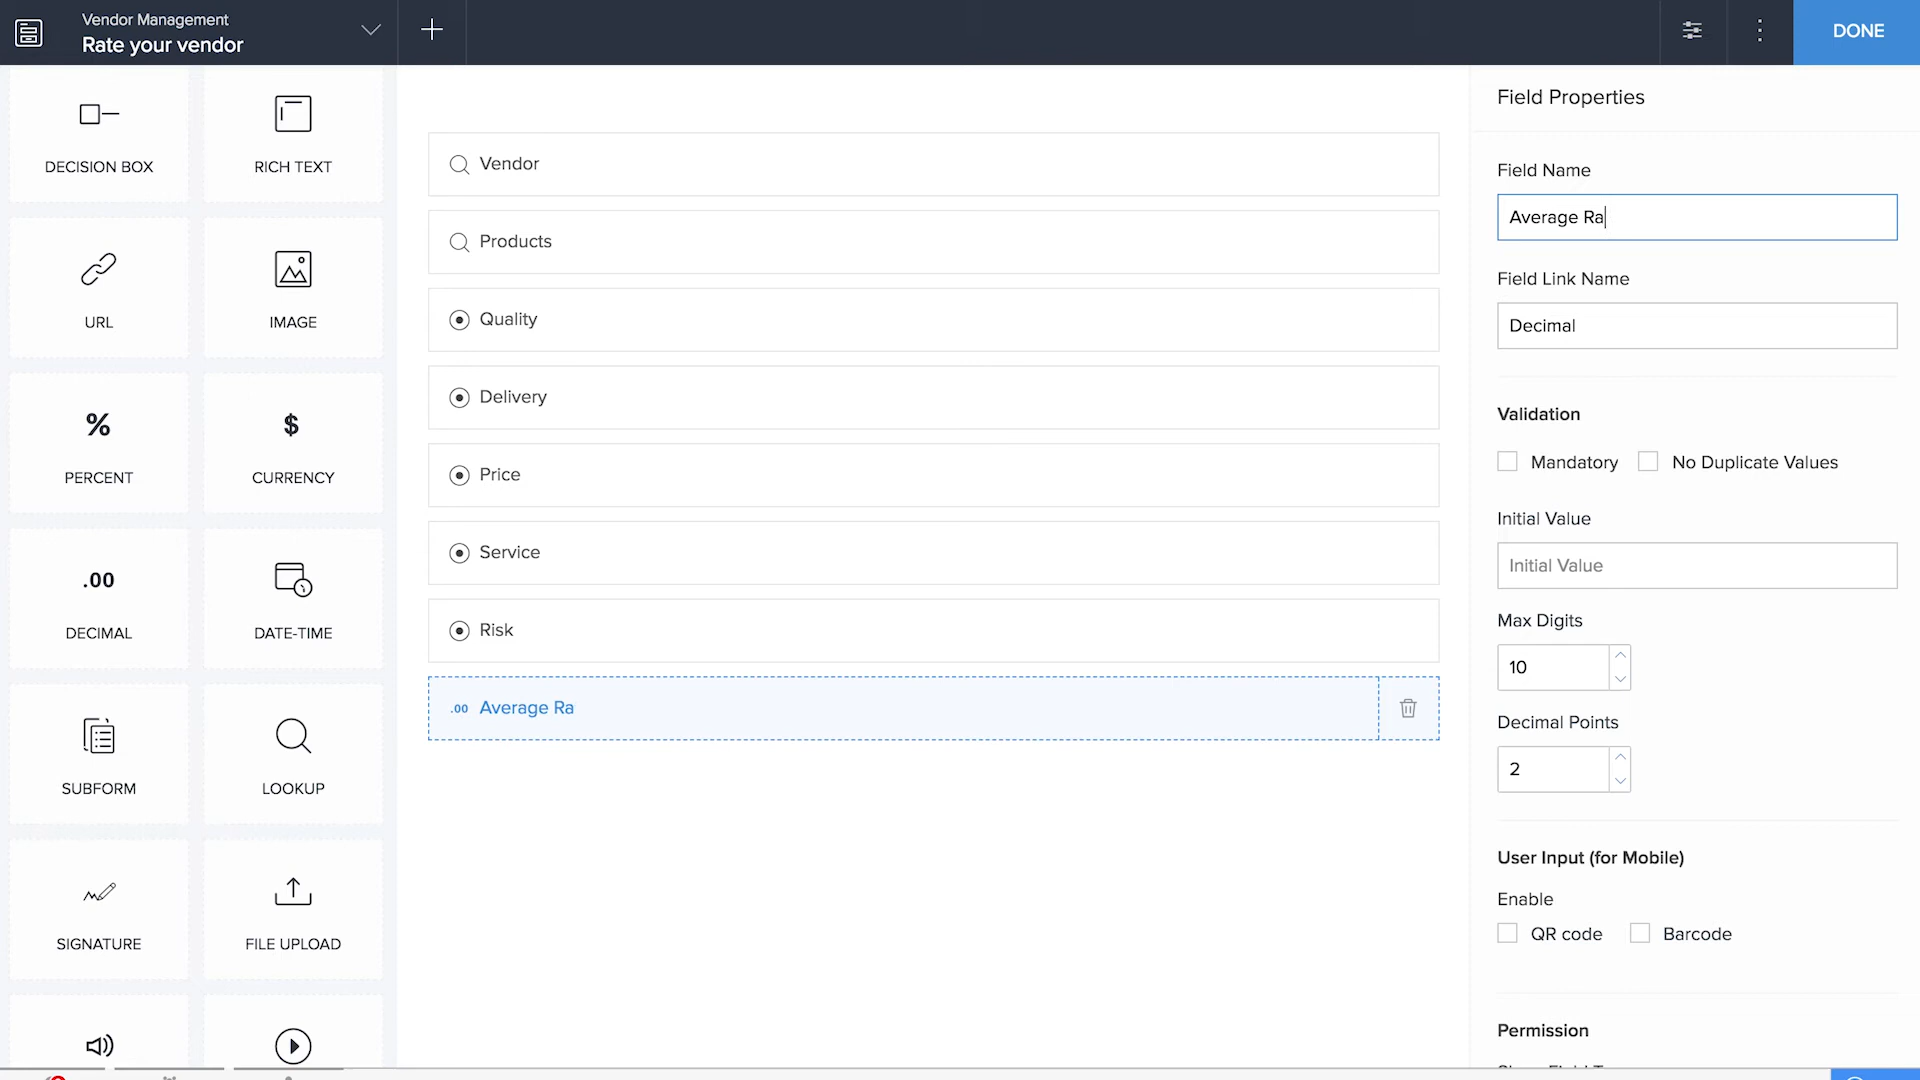 Vendor Management
Rate your vendor
DONE
DECISION BOX
RICH TEXT
URL
IMAGE
%
PERCENT
$
CURRENCY
.00
DECIMAL
DATE-TIME
SUBFORM
LOOKUP
SIGNATURE
FILE UPLOAD
Vendor
Products
Quality
Delivery
Price
Service
Risk
.00 Average Ra
Field Properties
Field Name
Average Ra
Field Link Name
Decimal
Validation
Mandatory No Duplicate Values
Initial Value
Initial Value
Max Digits
10
Decimal Points
2
User Input (for Mobile)
Enable
QR code Barcode
Permission